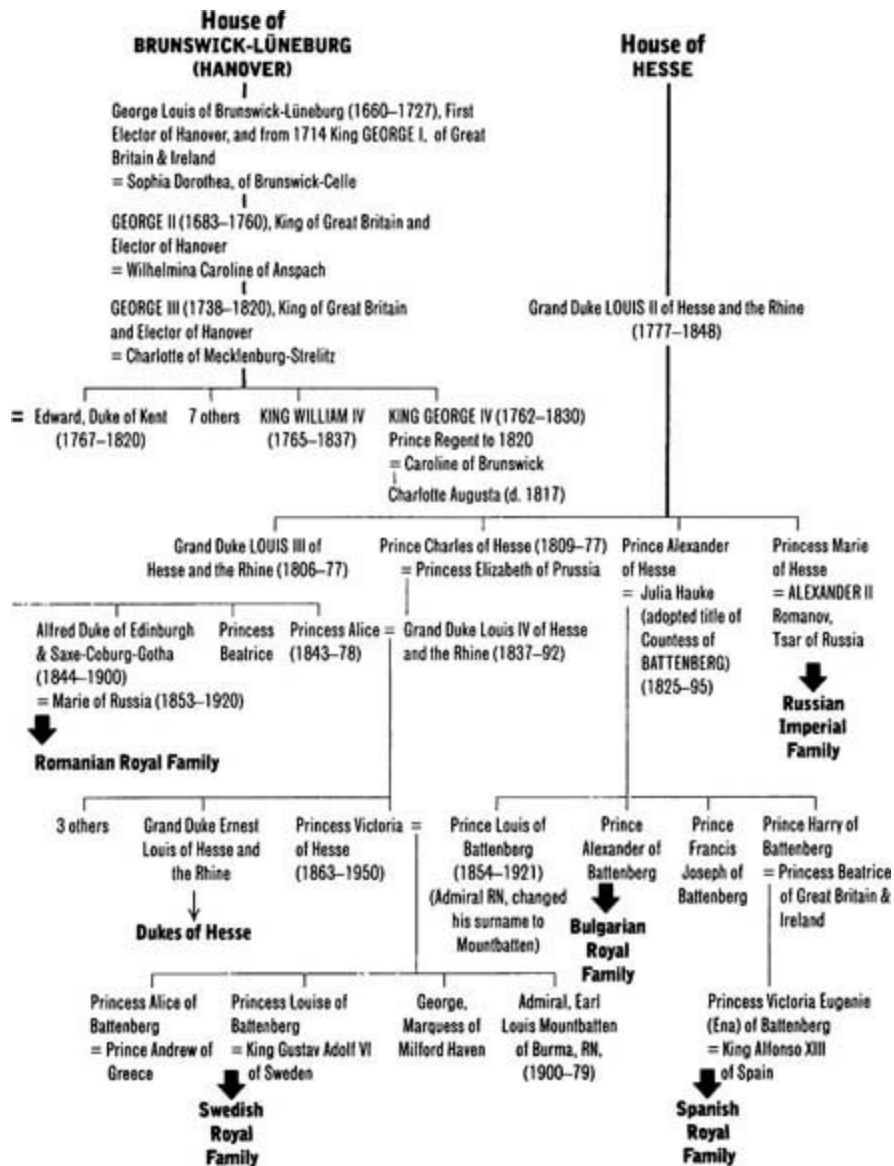 House of
BRUNSWICK-LÜNEBURG
(HANOVER)
House of
HESSE
George Louis of Brunswick-Lüneburg (1660–1727), First
Elector of Hanover, and from 1714 King GEORGE I, of Great
Britain & Ireland
= Sophia Dorothea, of Brunswick-Celle
GEORGE II (1683–1760), King of Great Britain and
Elector of Hanover
= Wilhelmina Caroline of Anspach
GEORGE III (1738–1820), King of Great Britain
and Elector of Hanover
= Charlotte of Mecklenburg-Strelitz
Grand Duke LOUIS II of Hesse and the Rhine
(1777–1848)
= Edward, Duke of Kent
(1767–1820)
7 others
KING WILLIAM IV
(1765–1837)
KING GEORGE IV (1762–1830)
Prince Regent to 1820
= Caroline of Brunswick
Charlotte Augusta (d. 1817)
Grand Duke LOUIS III of
Hesse and the Rhine (1806–77)
Prince Charles of Hesse (1809–77)
= Princess Elizabeth of Prussia
Prince Alexander
of Hesse
= Julia Hauke
(adopted title of
Countess of
BATTENBERG)
(1825–95)
Princess Marie
of Hesse
= ALEXANDER II
Romanov,
Tsar of Russia
Russian
Imperial
Family
Alfred Duke of Edinburgh
& Saxe-Coburg-Gotha
(1844–1900)
= Marie of Russia (1853–1920)
Romanian Royal Family
Princess
Beatrice
Princess Alice =
(1843–78)
Grand Duke Louis IV of Hesse
and the Rhine (1837–92)
3 others
Grand Duke Ernest
Louis of Hesse and
the Rhine
Dukes of Hesse
Princess Victoria =
of Hesse
(1863–1950)
Prince Louis of
Battenberg
(1854–1921)
(Admiral RN, changed
his surname to
Mountbatten)
Prince
Alexander of
Battenberg
Bulgarian
Royal
Family
Prince
Francis
Joseph of
Battenberg
Prince Harry of
Battenberg
= Princess Beatrice
of Great Britain &
Ireland
Princess Alice of
Battenberg
= Prince Andrew of
Greece
Princess Louise of
Battenberg
= King Gustav Adolf VI
of Sweden
Swedish
Royal
Family
George,
Marquess of
Milford Haven
Admiral, Earl
Louis Mountbatten
of Burma, RN,
(1900–79)
Princess Victoria Eugenie
(Ena) of Battenberg
= King Alfonso XIII
of Spain
Spanish
Royal
Family